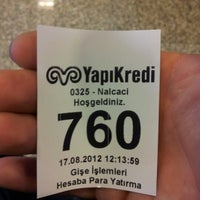 YapıKredi
0325 - Nalcaci
Hoşgeldiniz.
760
17.08.2012 12:13:59
Gişe İşlemleri
Hesaba Para Yatırma